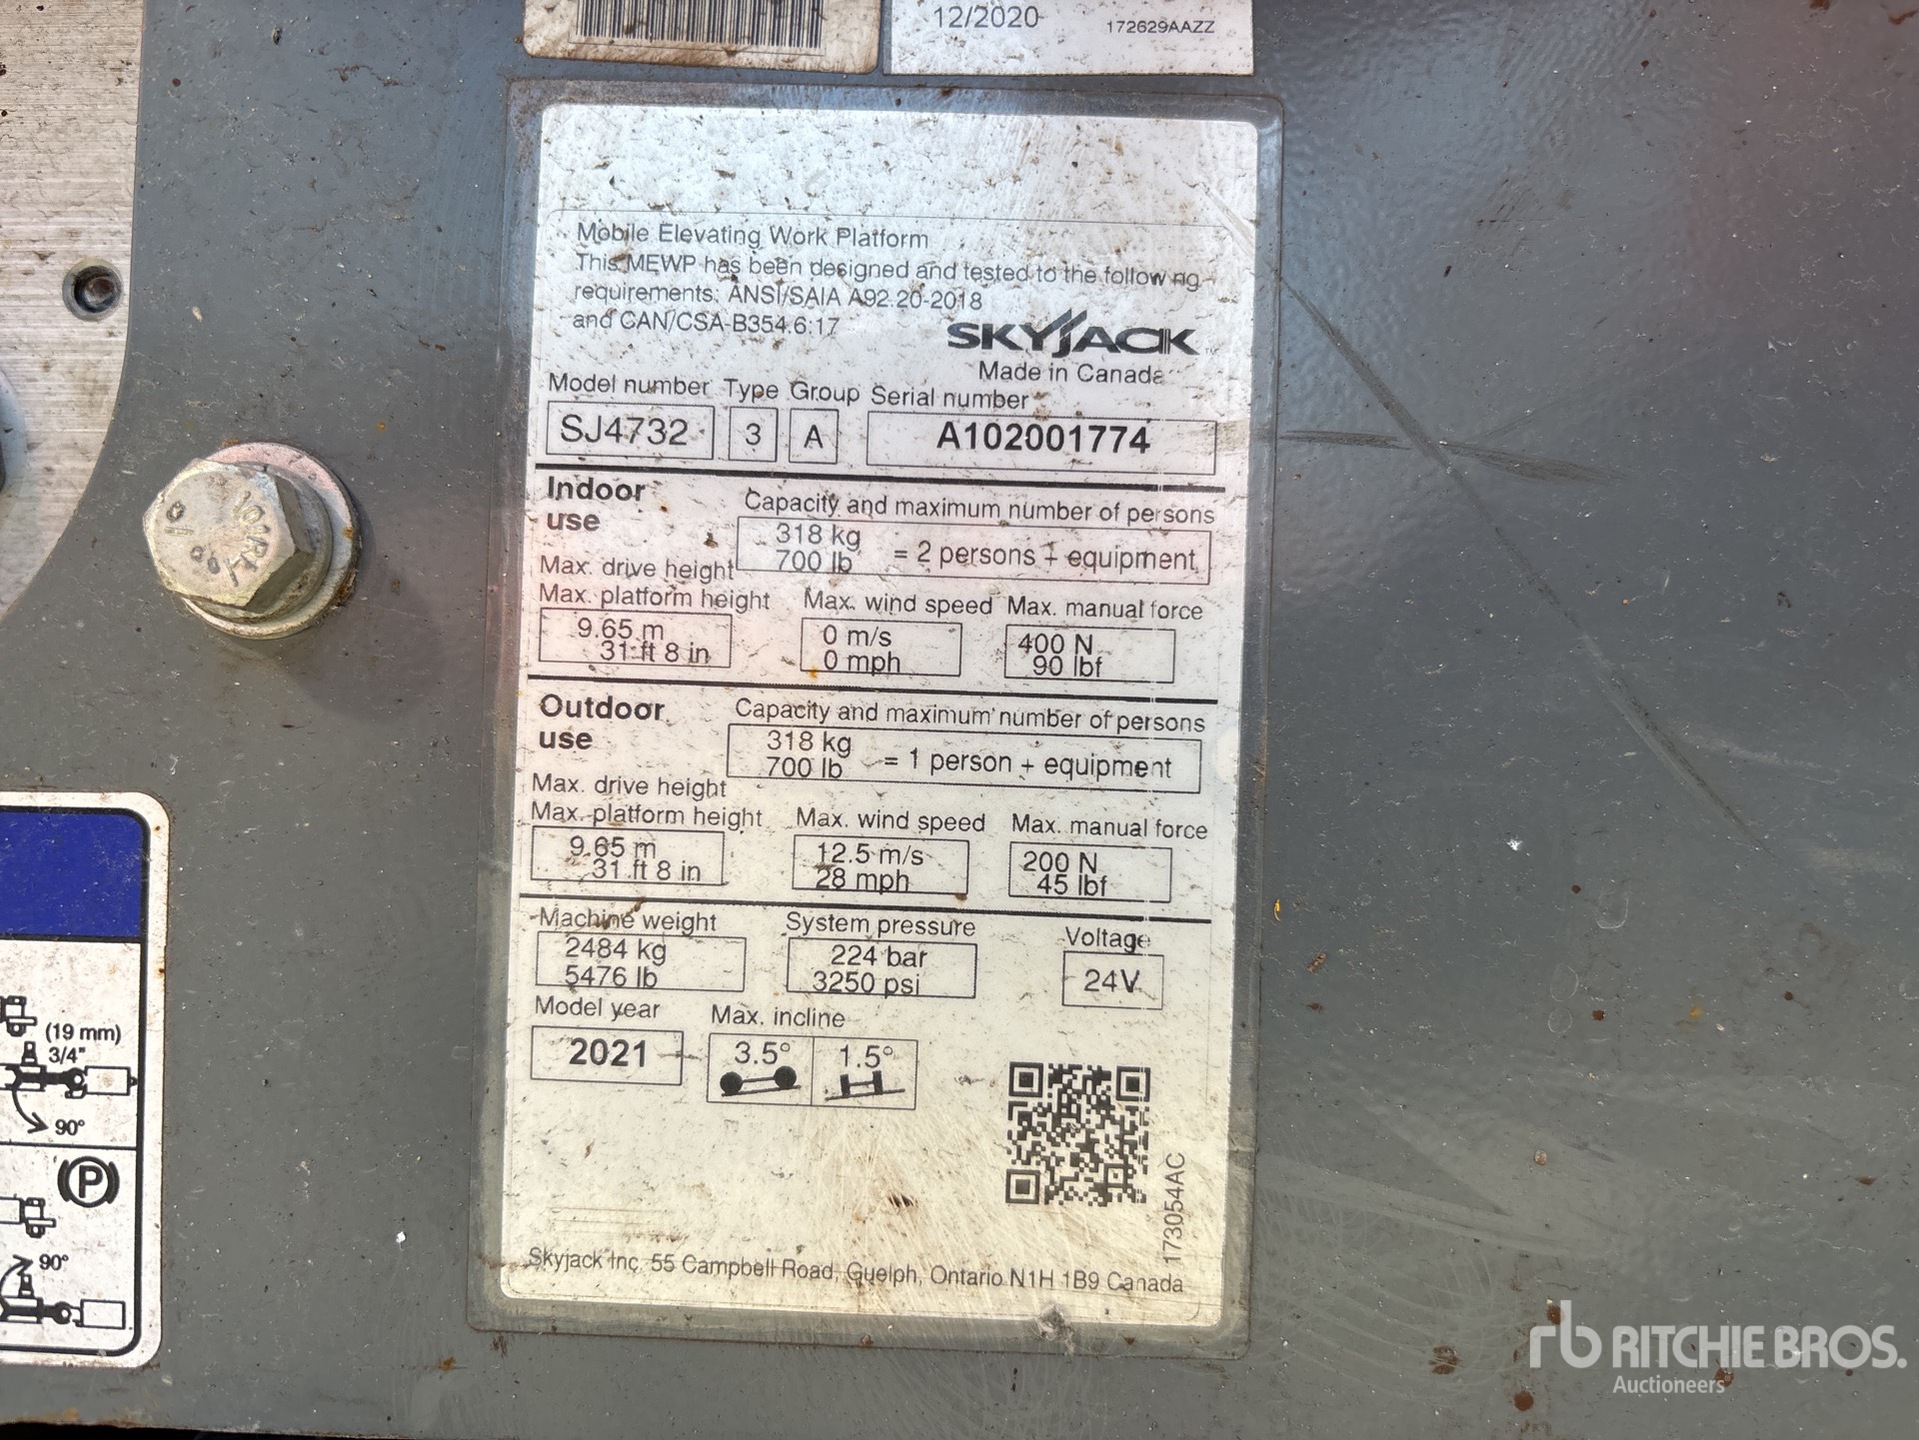 12/2020
172629AAZZ
Mobile Elevating Work Platform
This MEWP has been designed and tested to the following
requirements: ANSI/SAIA A92.20-2018
and CAN/CSA-B354.6:17
SKYJACK
Made in Canada
Model number Type Group Serial number
SJ4732 3 A A102001774
Indoor use
Capacity and maximum number of persons
318 kg
700 lb = 2 persons + equipment
Max. drive height
Max. platform height Max. wind speed Max. manual force
9.65 m 0 m/s 400 N
31 ft 8 in 0 mph 90 lbf
Outdoor use
Capacity and maximum number of persons
318 kg
700 lb = 1 person + equipment
Max. drive height
Max. platform height Max. wind speed Max. manual force
9.65 m 12.5 m/s 200 N
31 ft 8 in 28 mph 45 lbf
Machine weight System pressure Voltage
2484 kg 224 bar 24V
5476 lb 3250 psi
Model year Max. incline
2021 3.5° 1.5°
173054AC
Skyjack Inc. 55 Campbell Road, Guelph, Ontario N1H 1B9 Canada
(19 mm)
3/4"
90°
P
90°
rb RITCHIE BROS.
Auctioneers